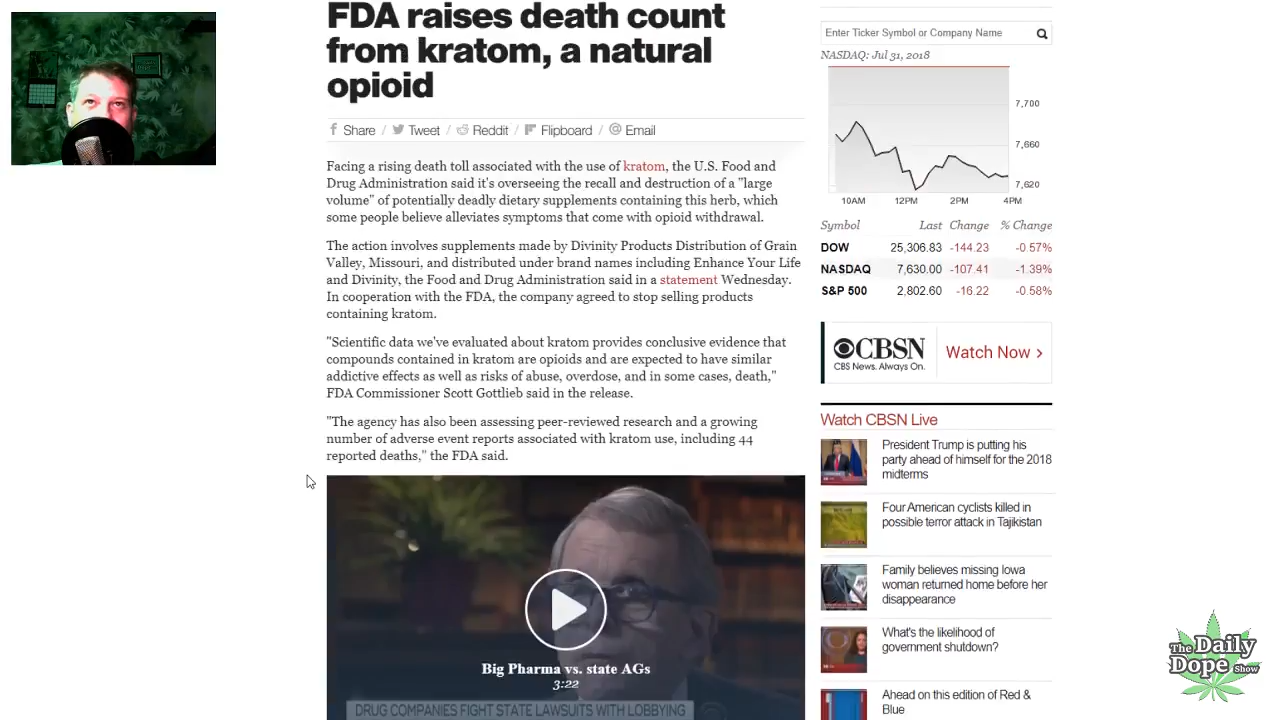 FDA raises death count
from kratom, a natural
opioid
Share / Tweet / Reddit / Flipboard / Email
Facing a rising death toll associated with the use of kratom, the U.S. Food and
Drug Administration said it's overseeing the recall and destruction of a "large
volume" of potentially deadly dietary supplements containing this herb, which
some people believe alleviates symptoms that come with opioid withdrawal.
The action involves supplements made by Divinity Products Distribution of Grain
Valley, Missouri, and distributed under brand names including Enhance Your Life
and Divinity, the Food and Drug Administration said in a statement Wednesday.
In cooperation with the FDA, the company agreed to stop selling products
containing kratom.
"Scientific data we've evaluated about kratom provides conclusive evidence that
compounds contained in kratom are opioids and are expected to have similar
addictive effects as well as risks of abuse, overdose, and in some cases, death,"
FDA Commissioner Scott Gottlieb said in the release.
"The agency has also been assessing peer-reviewed research and a growing
number of adverse event reports associated with kratom use, including 44
reported deaths," the FDA said.
Big Pharma vs. state AGs
3:22
DRUG COMPANIES FIGHT STATE LAWSUITS WITH LOBBYING
Enter Ticker Symbol or Company Name
NASDAQ: Jul 31, 2018
7,700
7,660
7,620
10AM 12PM 2PM 4PM
Symbol Last Change % Change
DOW 25,306.83 -144.23 -0.57%
NASDAQ 7,630.00 -107.41 -1.39%
S&P 500 2,802.60 -16.22 -0.58%
CBSN
CBS News. Always On.
Watch Now >
Watch CBSN Live
President Trump is putting his
party ahead of himself for the 2018
midterms
Four American cyclists killed in
possible terror attack in Tajikistan
Family believes missing Iowa
woman returned home before her
disappearance
What's the likelihood of
government shutdown?
Ahead on this edition of Red &
Blue
The Daily
Dope Show